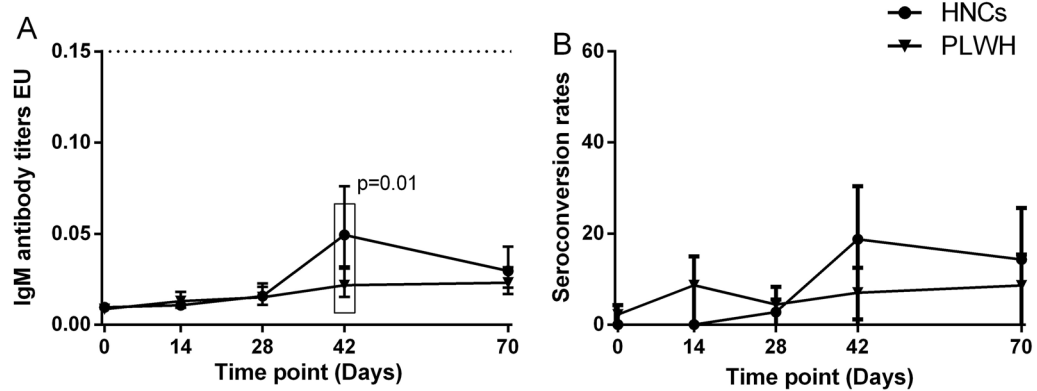 HNCs
PLWH
A
IgM antibody titers EU
0.15
0.10
0.05
0.00
p=0.01
0 14 28 42 70
Time point (Days)
B
Seroconversion rates
60
40
20
0
0 14 28 42 70
Time point (Days)